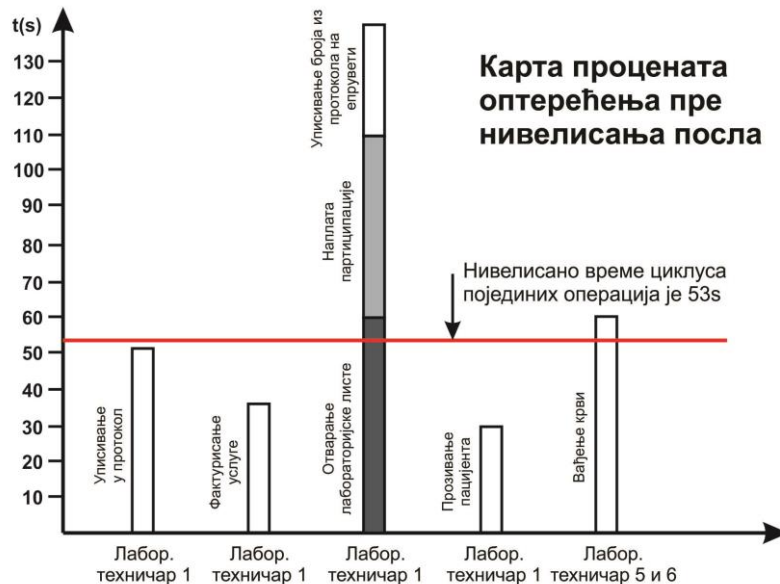 t(s)
Карта процената
оптерећења пре
нивелисања посла
130
120
110
100
90
80
70
60
50
40
30
20
10
Нивелисано време циклуса
појединих операција је 53s
Уписивање
у протокол
Фактурисање
услуге
Отварање
лабораторијске листе
Наплата
партиципације
Уписивање броја из
протокола на
епрувети
Прозивање
пацијента
Вађење крви
Лабор.
техничар 1
Лабор.
техничар 1
Лабор.
техничар 1
Лабор.
техничар 1
Лабор.
техничар 5 и 6